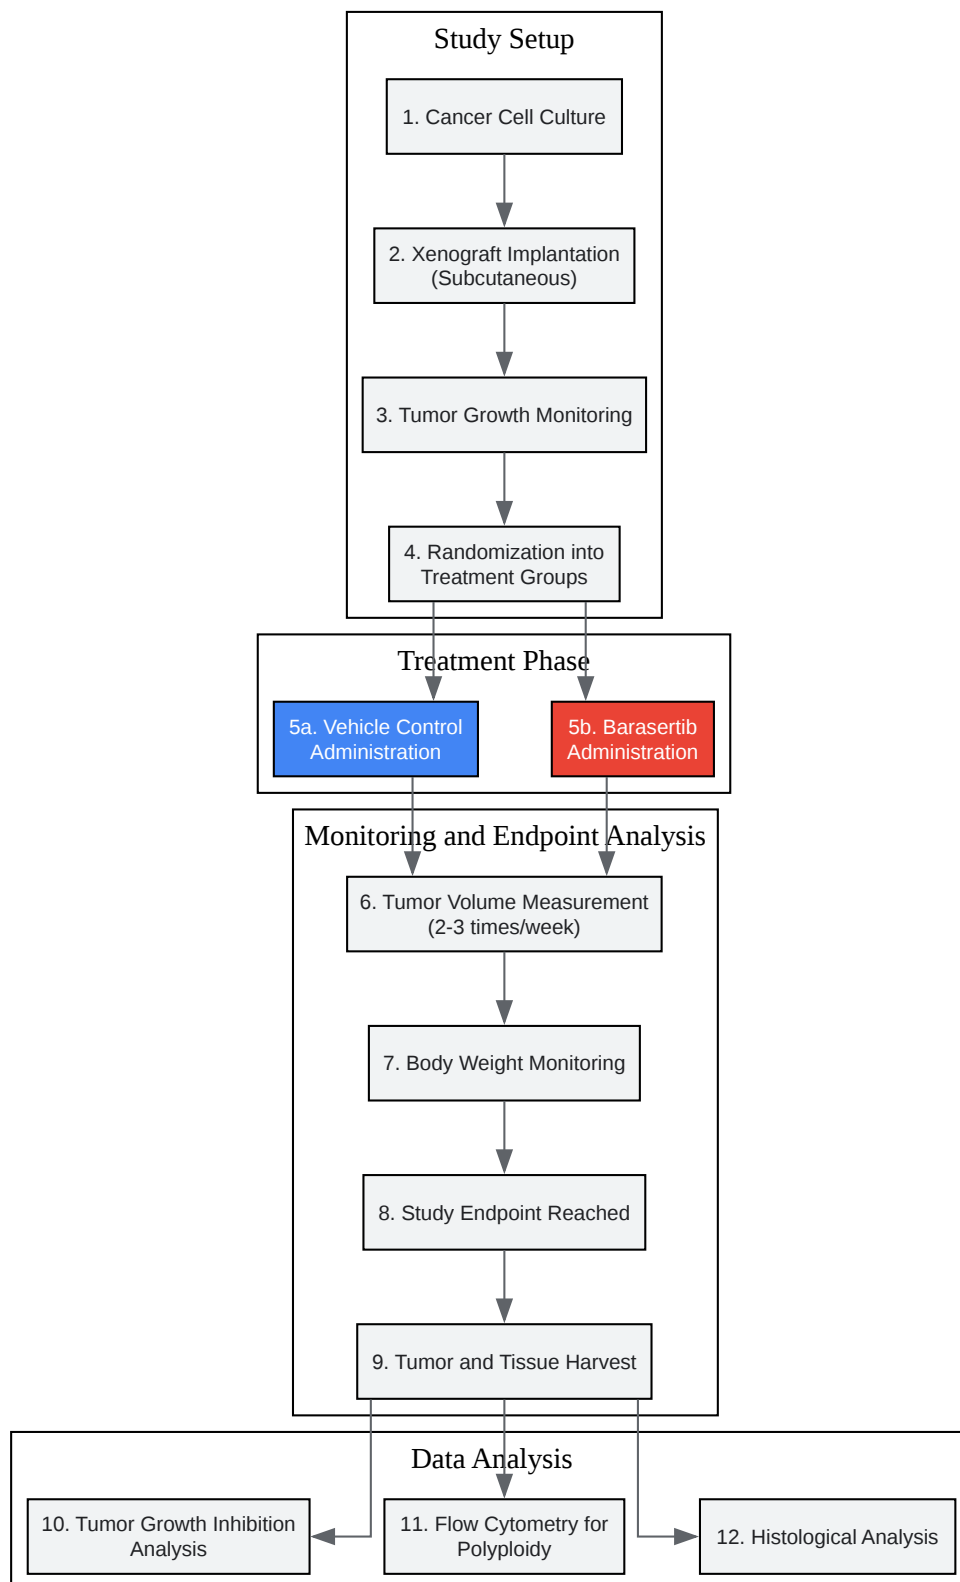 Study Setup
1. Cancer Cell Culture
2. Xenograft Implantation
(Subcutaneous)
3. Tumor Growth Monitoring
4. Randomization into
Treatment Groups
Treatment Phase
5a. Vehicle Control
Administration
5b. Barasertib
Administration
Monitoring and Endpoint Analysis
6. Tumor Volume Measurement
(2-3 times/week)
7. Body Weight Monitoring
8. Study Endpoint Reached
9. Tumor and Tissue Harvest
Data Analysis
10. Tumor Growth Inhibition
Analysis
11. Flow Cytometry for
Polyploidy
12. Histological Analysis